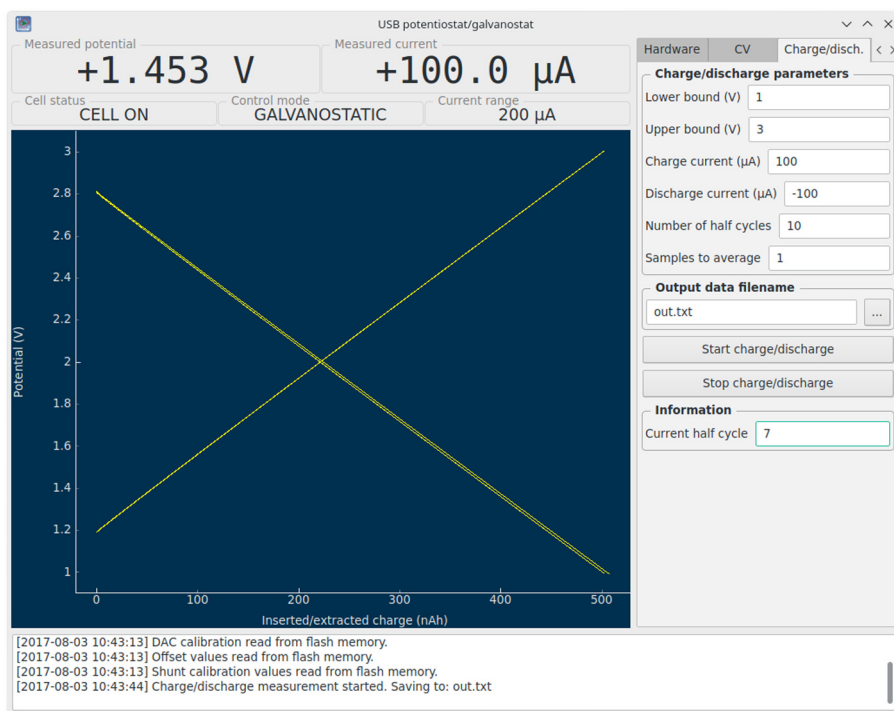 USB potentiostat/galvanostat
Measured potential
+1.453 V
Measured current
+100.0 µA
Cell status
CELL ON
Control mode
GALVANOSTATIC
Current range
200 µA
3
2.8
2.6
2.4
2.2
2
1.8
1.6
1.4
1.2
1
Potential (V)
0 100 200 300 400 500
Inserted/extracted charge (nAh)
Hardware CV Charge/disch.
Charge/discharge parameters
Lower bound (V) 1
Upper bound (V) 3
Charge current (µA) 100
Discharge current (µA) -100
Number of half cycles 10
Samples to average 1
Output data filename
out.txt ...
Start charge/discharge
Stop charge/discharge
Information
Current half cycle 7
[2017-08-03 10:43:13] DAC calibration read from flash memory.
[2017-08-03 10:43:13] Offset values read from flash memory.
[2017-08-03 10:43:13] Shunt calibration values read from flash memory.
[2017-08-03 10:43:44] Charge/discharge measurement started. Saving to: out.txt